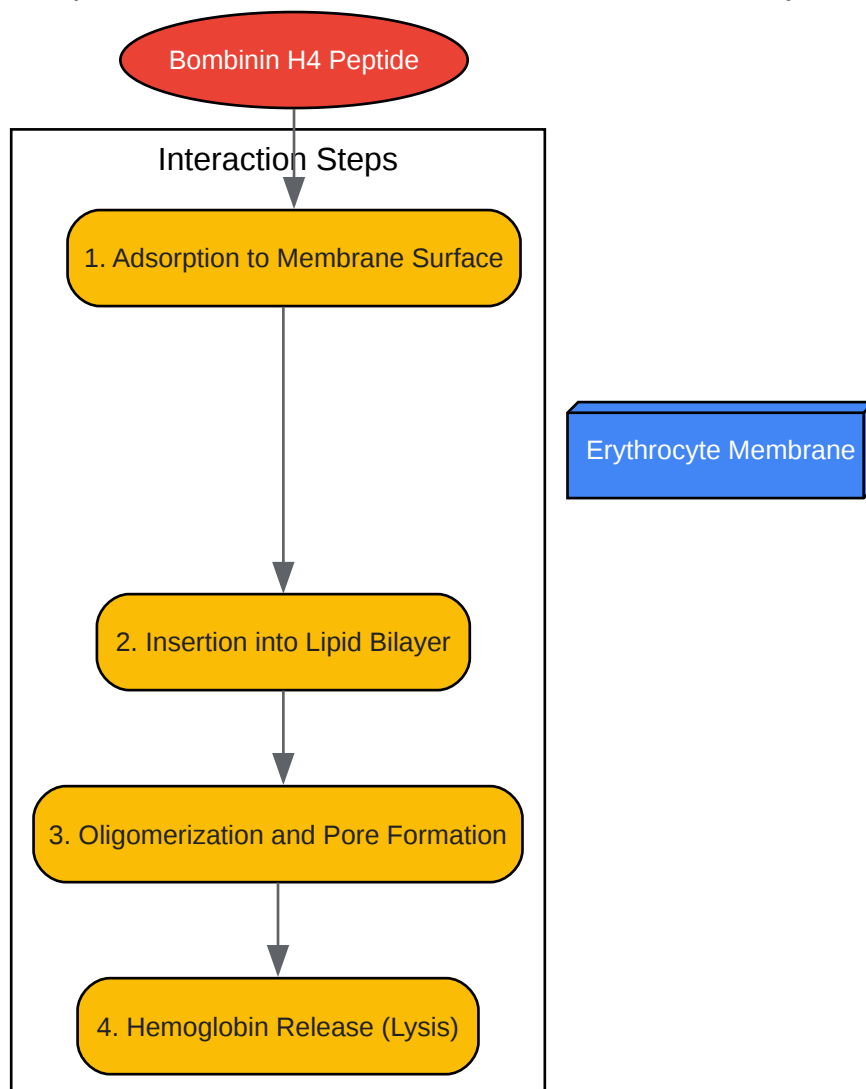 Bombinin H4 Peptide
Interaction Steps
1. Adsorption to Membrane Surface
Erythrocyte Membrane
2. Insertion into Lipid Bilayer
3. Oligomerization and Pore Formation
4. Hemoglobin Release (Lysis)